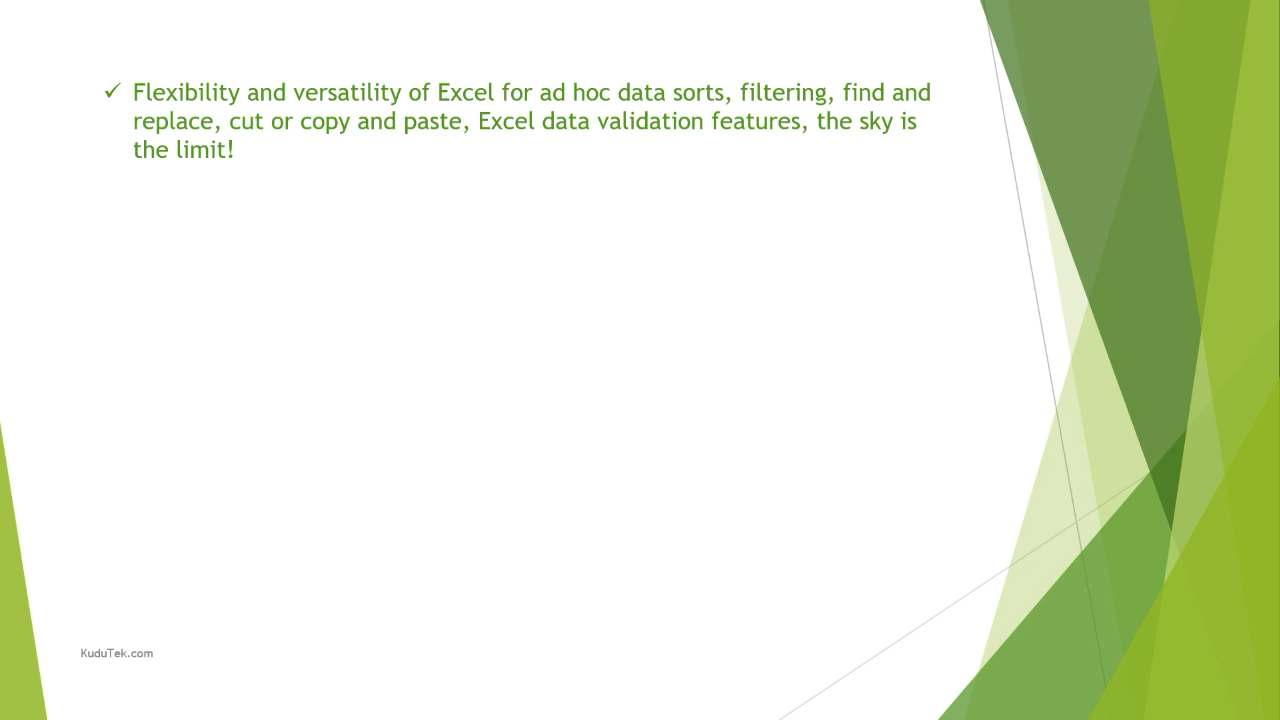 ✓ Flexibility and versatility of Excel for ad hoc data sorts, filtering, find and
replace, cut or copy and paste, Excel data validation features, the sky is
the limit!
KuduTek.com